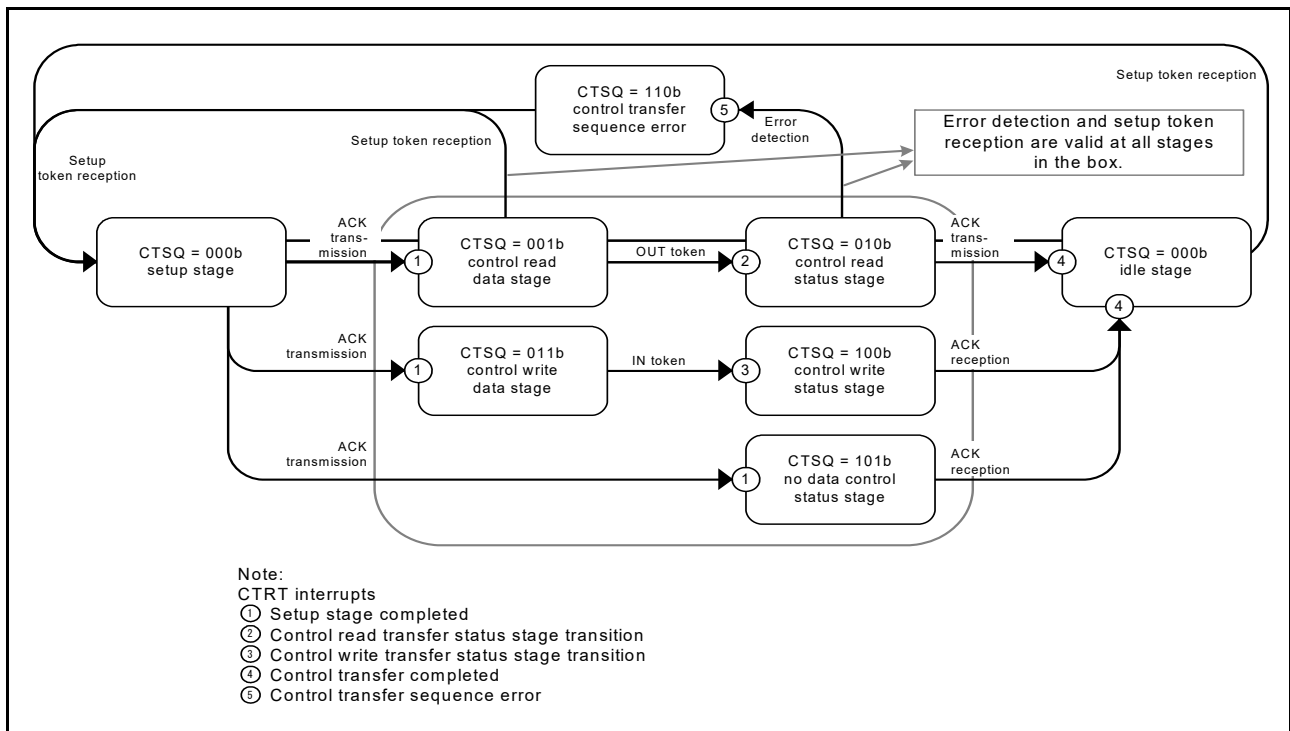 Setup token reception
CTSQ = 110b
control transfer
sequence error
5
Error
detection
Error detection and setup token
reception are valid at all stages
in the box.
Setup token reception
Setup
token reception
CTSQ = 000b
setup stage
ACK
trans-
mission
1
CTSQ = 001b
control read
data stage
OUT token
2
CTSQ = 010b
control read
status stage
ACK
trans-
mission
4
CTSQ = 000b
idle stage
4
ACK
transmission
1
CTSQ = 011b
control write
data stage
IN token
3
CTSQ = 100b
control write
status stage
ACK
reception
ACK
transmission
1
CTSQ = 101b
no data control
status stage
ACK
reception
Note:
CTRT interrupts
1 Setup stage completed
2 Control read transfer status stage transition
3 Control write transfer status stage transition
4 Control transfer completed
5 Control transfer sequence error